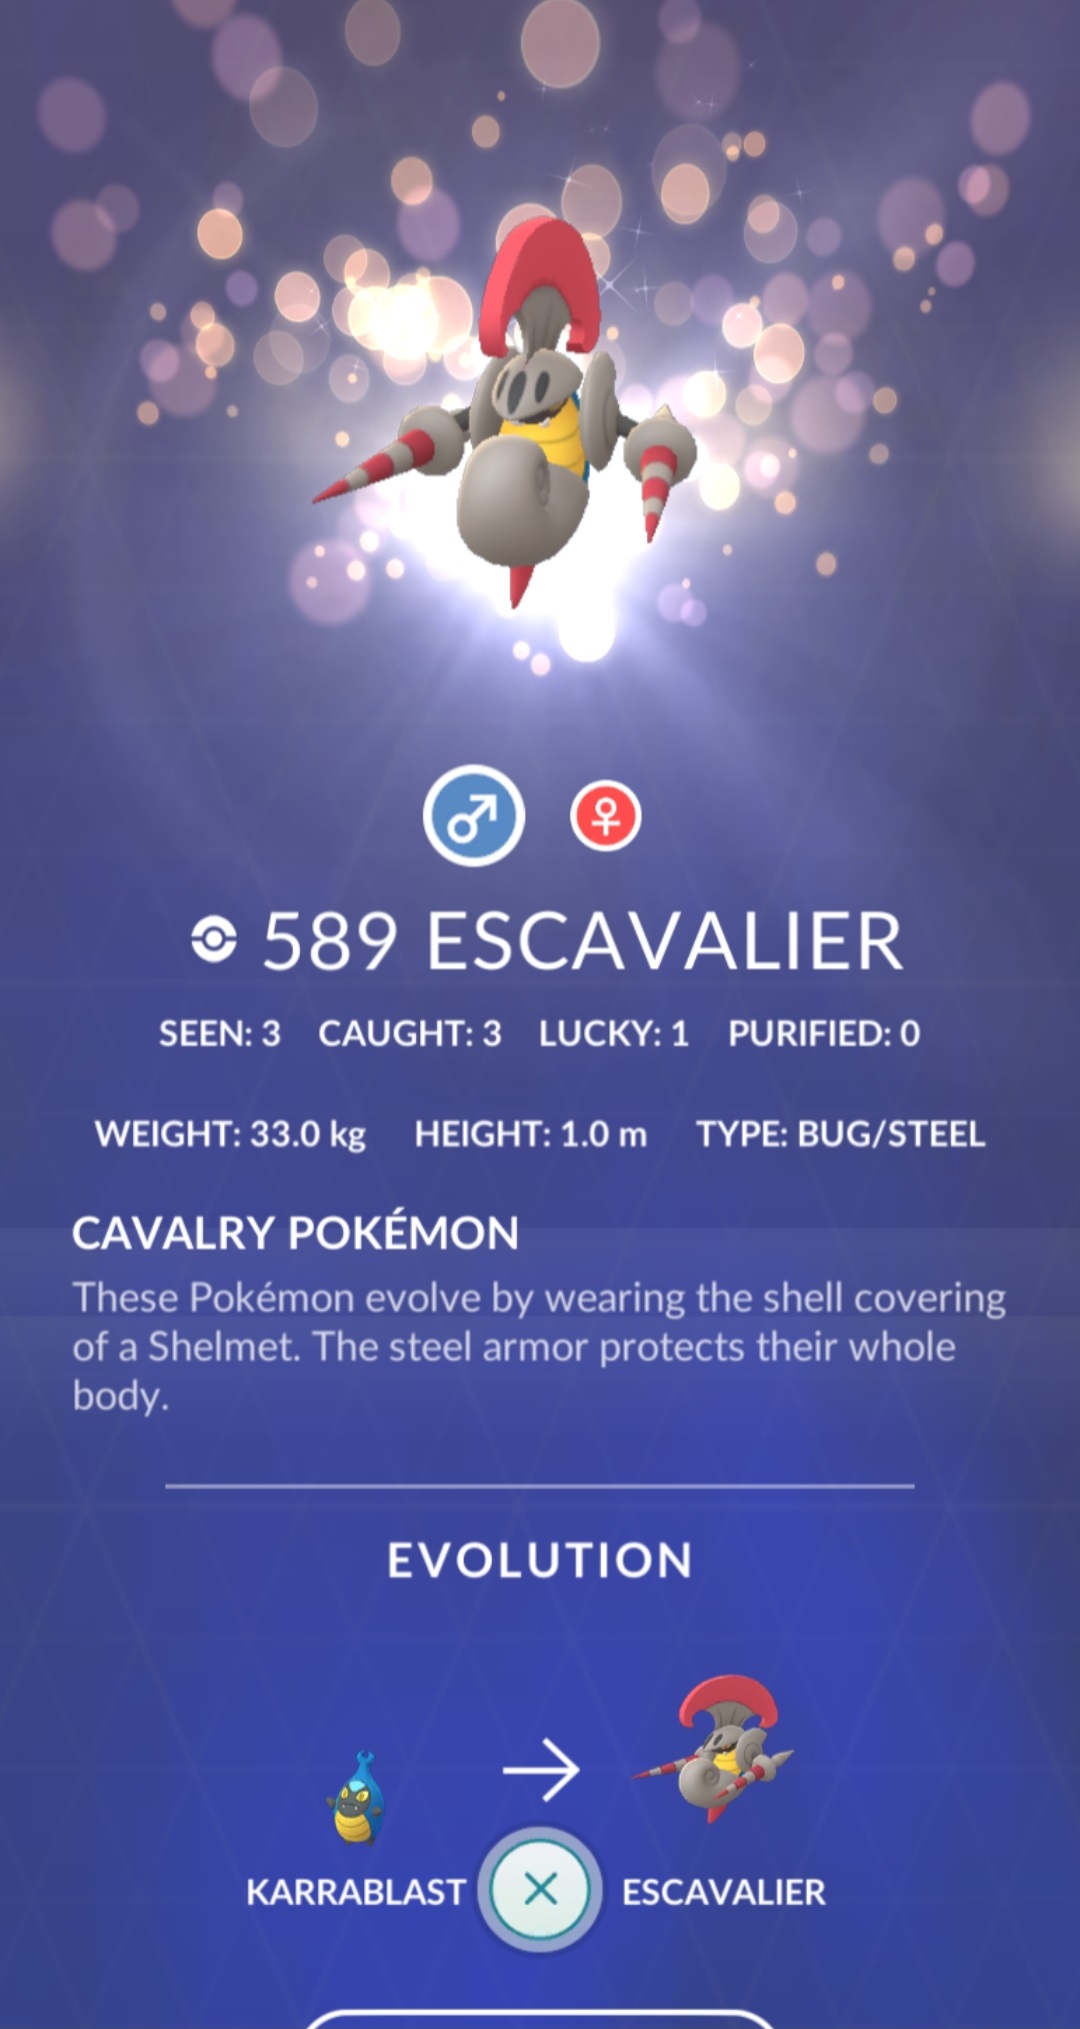 589 ESCAVALIER
SEEN: 3 CAUGHT: 3 LUCKY: 1 PURIFIED: 0
WEIGHT: 33.0 kg HEIGHT: 1.0 m TYPE: BUG/STEEL
CAVALRY POKÉMON
These Pokémon evolve by wearing the shell covering
of a Shelmet. The steel armor protects their whole
body.
EVOLUTION
KARRABLAST ESCAVALIER